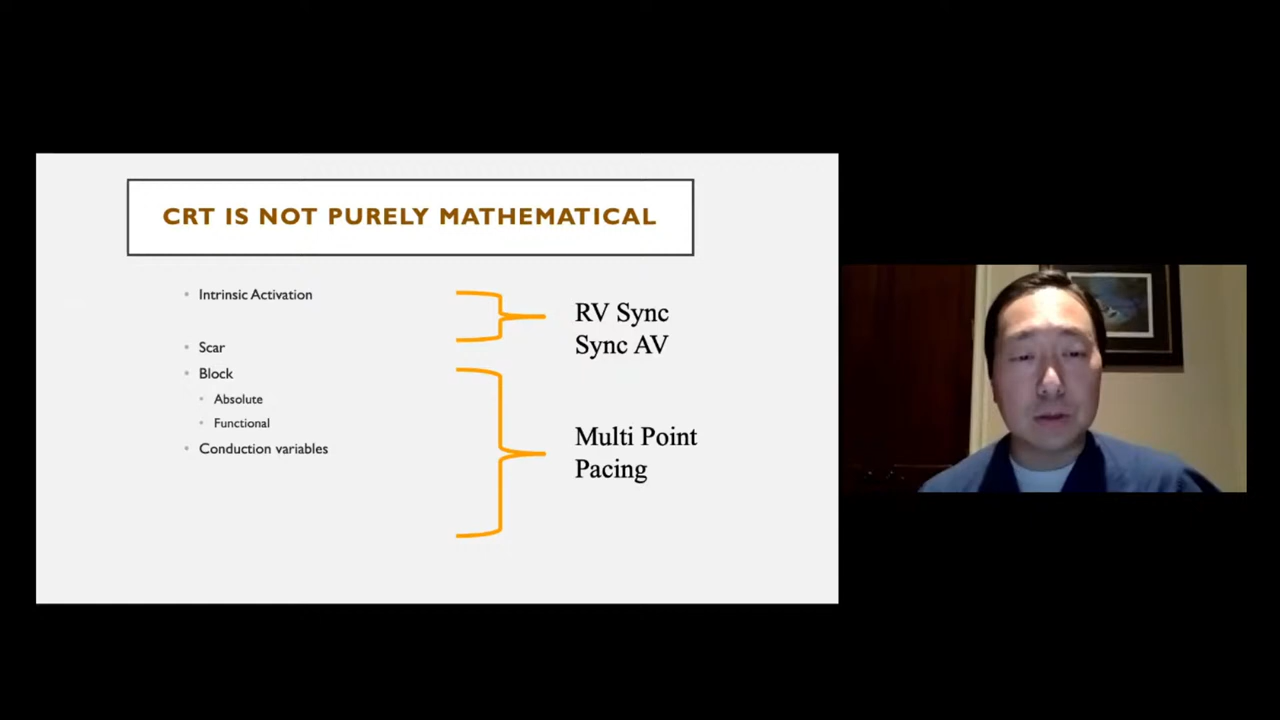 CRT IS NOT PURELY MATHEMATICAL
• Intrinsic Activation
• Scar
• Block
• Absolute
• Functional
• Conduction variables
RV Sync
Sync AV
Multi Point
Pacing